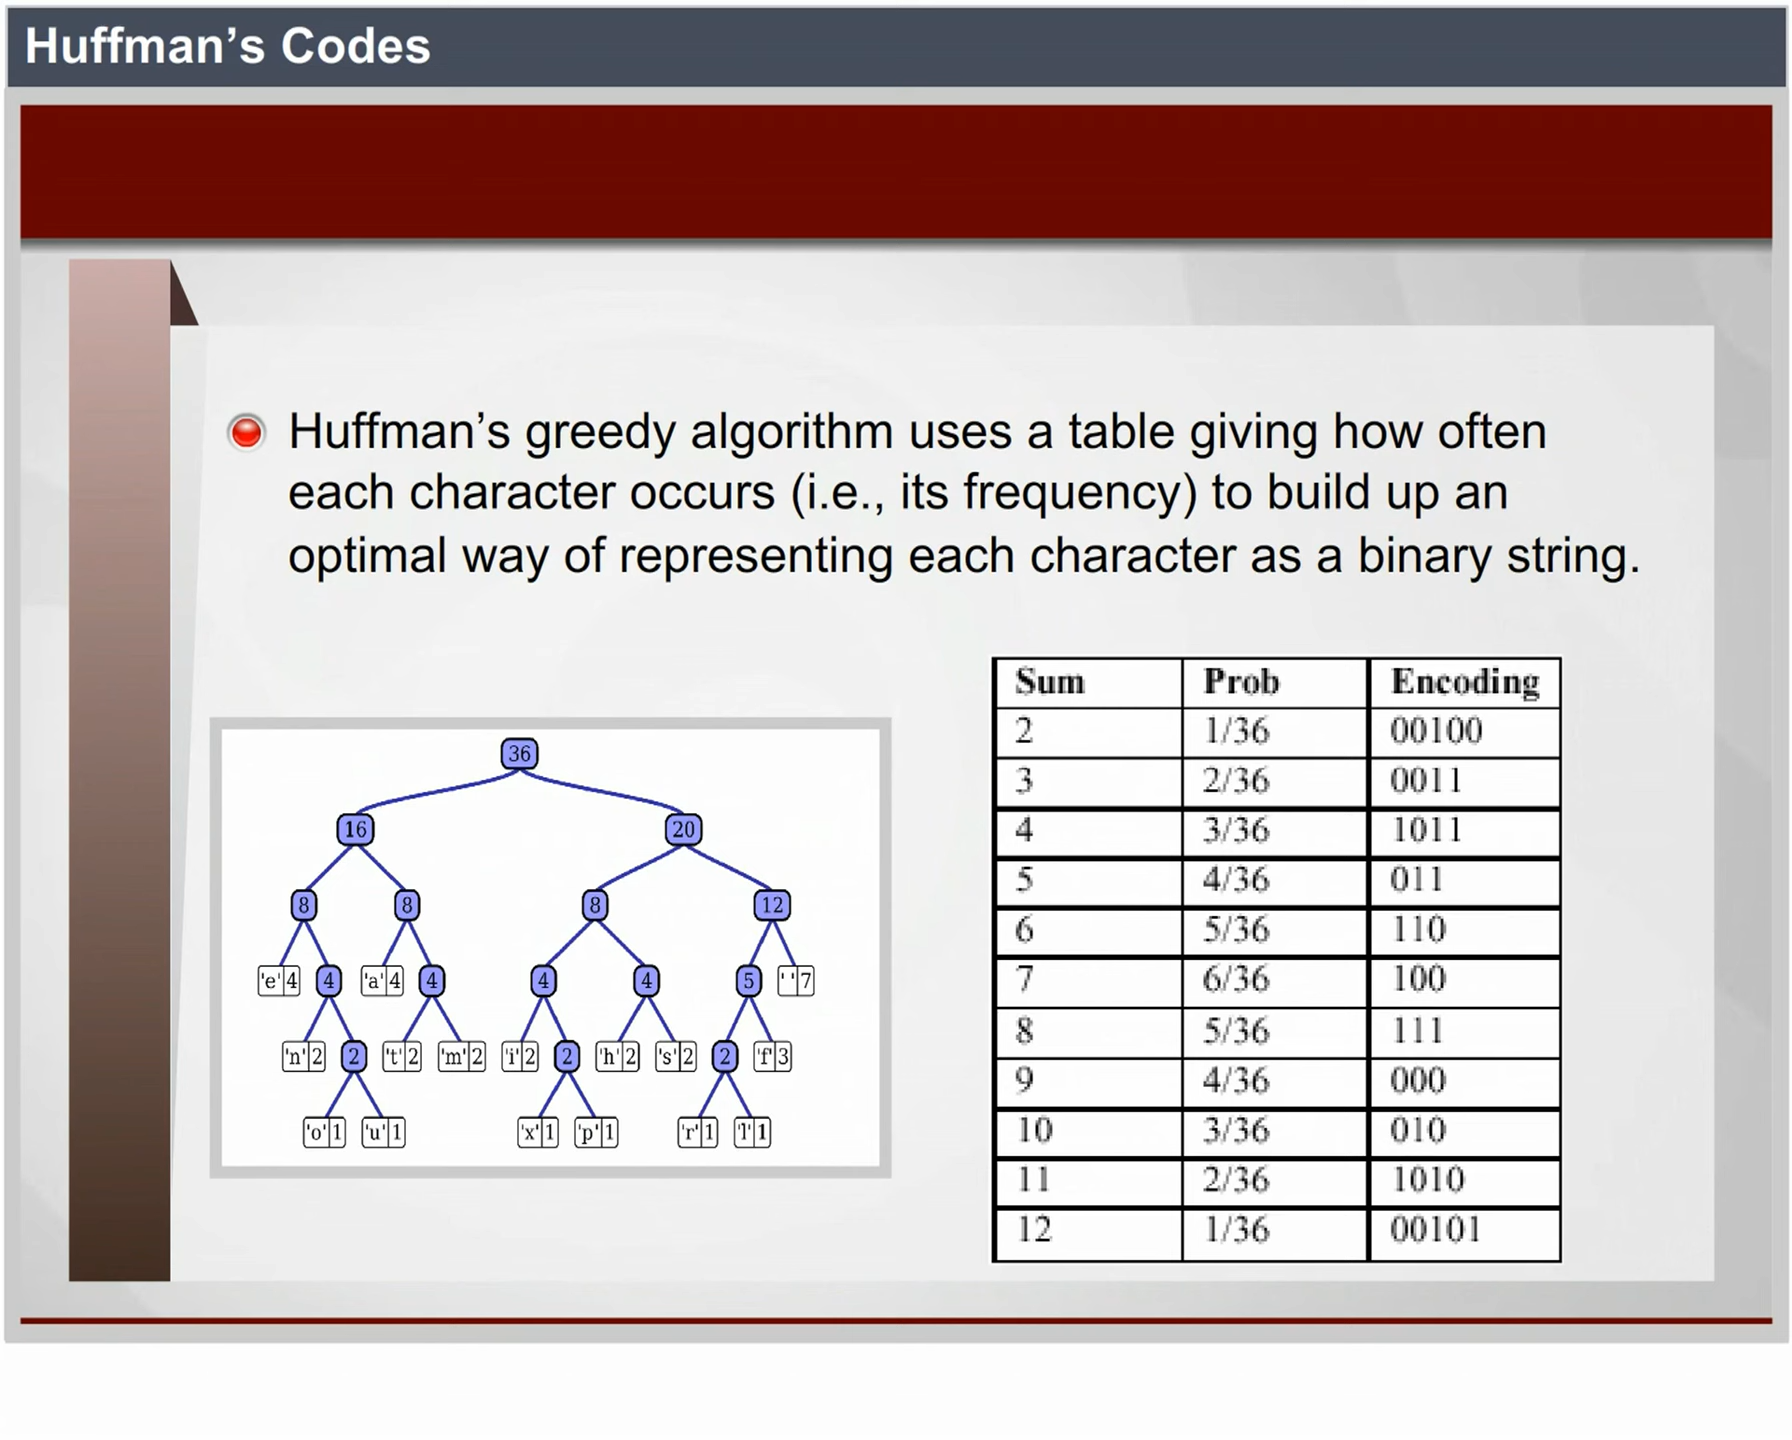 Huffman’s Codes
Huffman’s greedy algorithm uses a table giving how often
each character occurs (i.e., its frequency) to build up an
optimal way of representing each character as a binary string.
36
16 20
8 8 8 12
'e' 4 4 'a' 4 4 4 4 5 ' ' 7
'n' 2 2 't' 2 'm' 2 'i' 2 2 'h' 2 's' 2 2 'f' 3
'o' 1 'u' 1 'x' 1 'p' 1 'r' 1 'l' 1
Sum Prob Encoding
2 1/36 00100
3 2/36 0011
4 3/36 1011
5 4/36 011
6 5/36 110
7 6/36 100
8 5/36 111
9 4/36 000
10 3/36 010
11 2/36 1010
12 1/36 00101